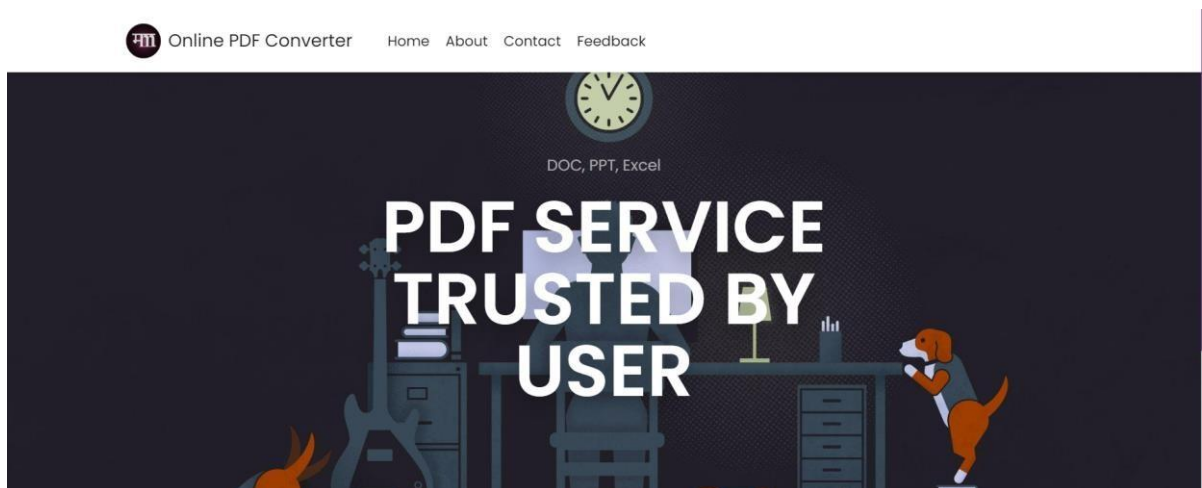 Online PDF Converter Home About Contact Feedback
DOC, PPT, Excel
PDF SERVICE
TRUSTED BY
USER